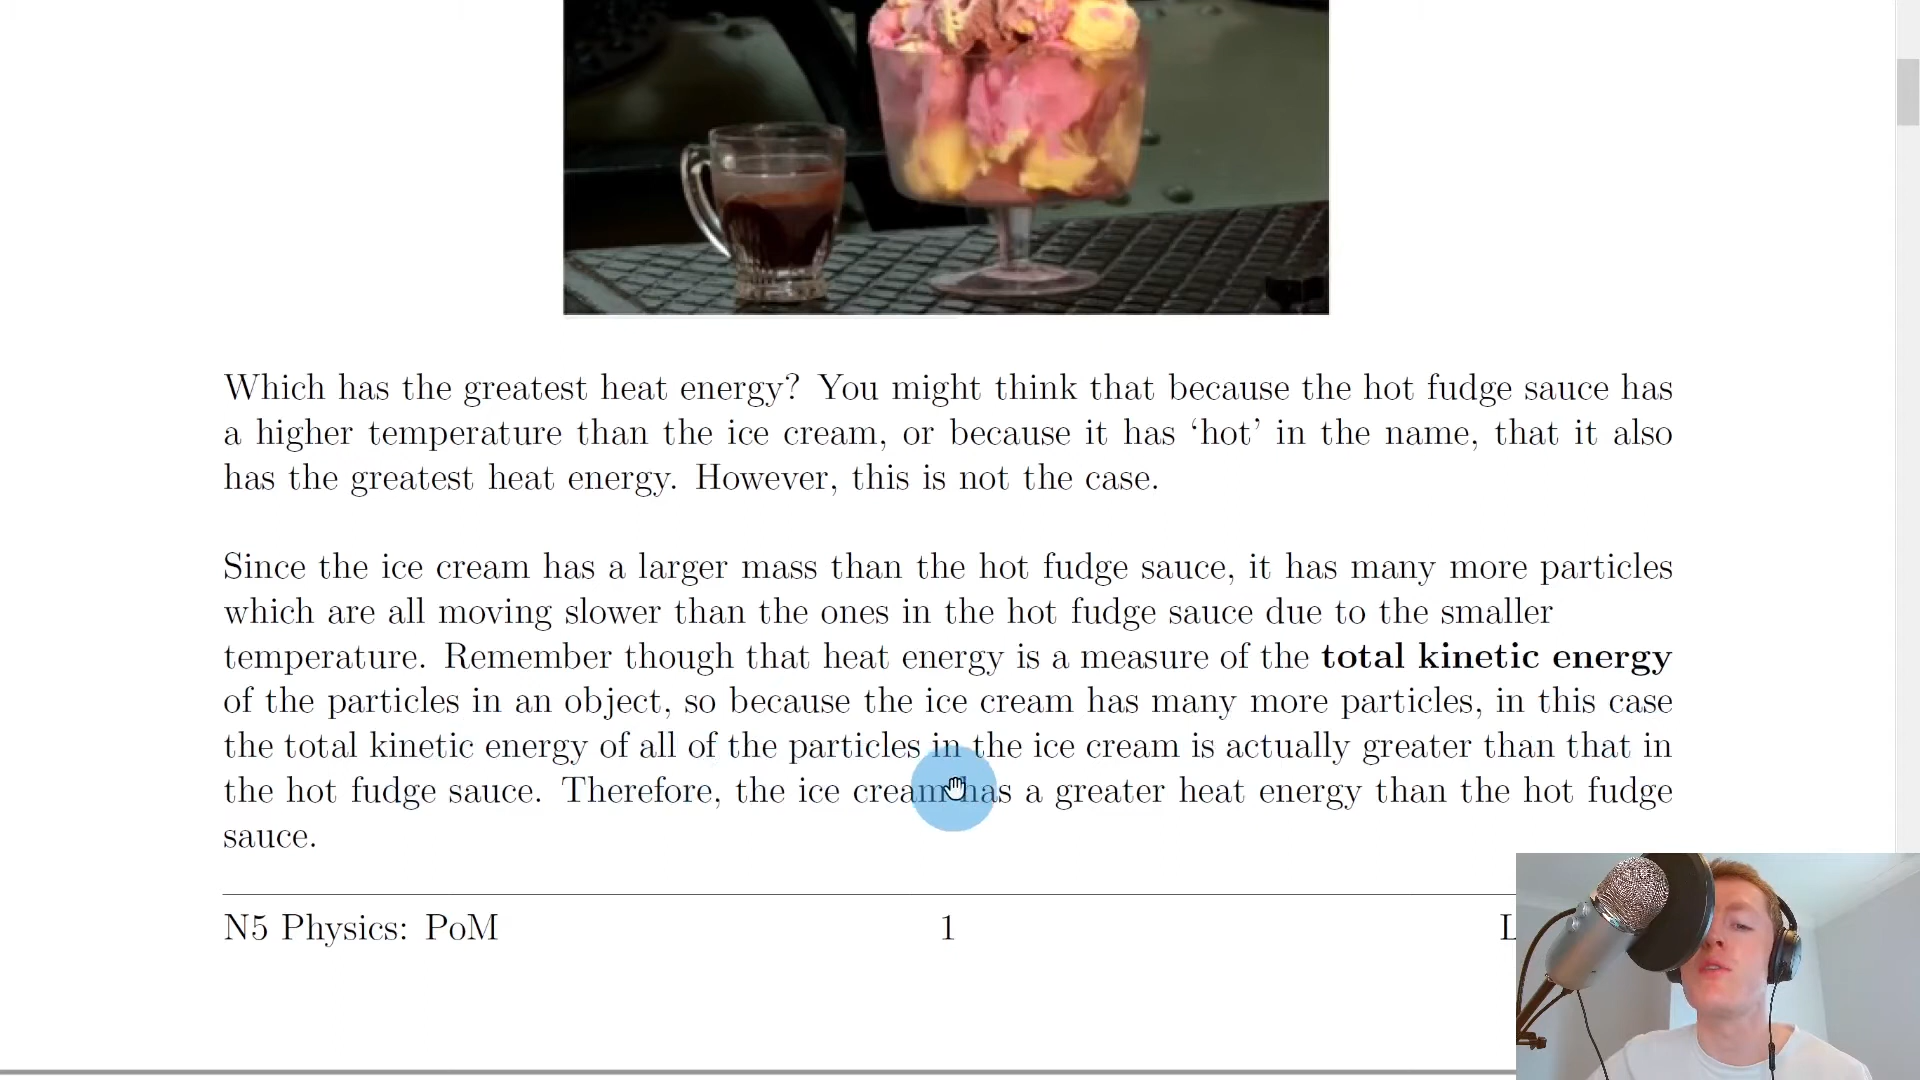 Which has the greatest heat energy? You might think that because the hot fudge sauce has
a higher temperature than the ice cream, or because it has ‘hot’ in the name, that it also
has the greatest heat energy. However, this is not the case.
Since the ice cream has a larger mass than the hot fudge sauce, it has many more particles
which are all moving slower than the ones in the hot fudge sauce due to the smaller
temperature. Remember though that heat energy is a measure of the total kinetic energy
of the particles in an object, so because the ice cream has many more particles, in this case
the total kinetic energy of all of the particles in the ice cream is actually greater than that in
the hot fudge sauce. Therefore, the ice cream has a greater heat energy than the hot fudge
sauce.
N5 Physics: PoM 1